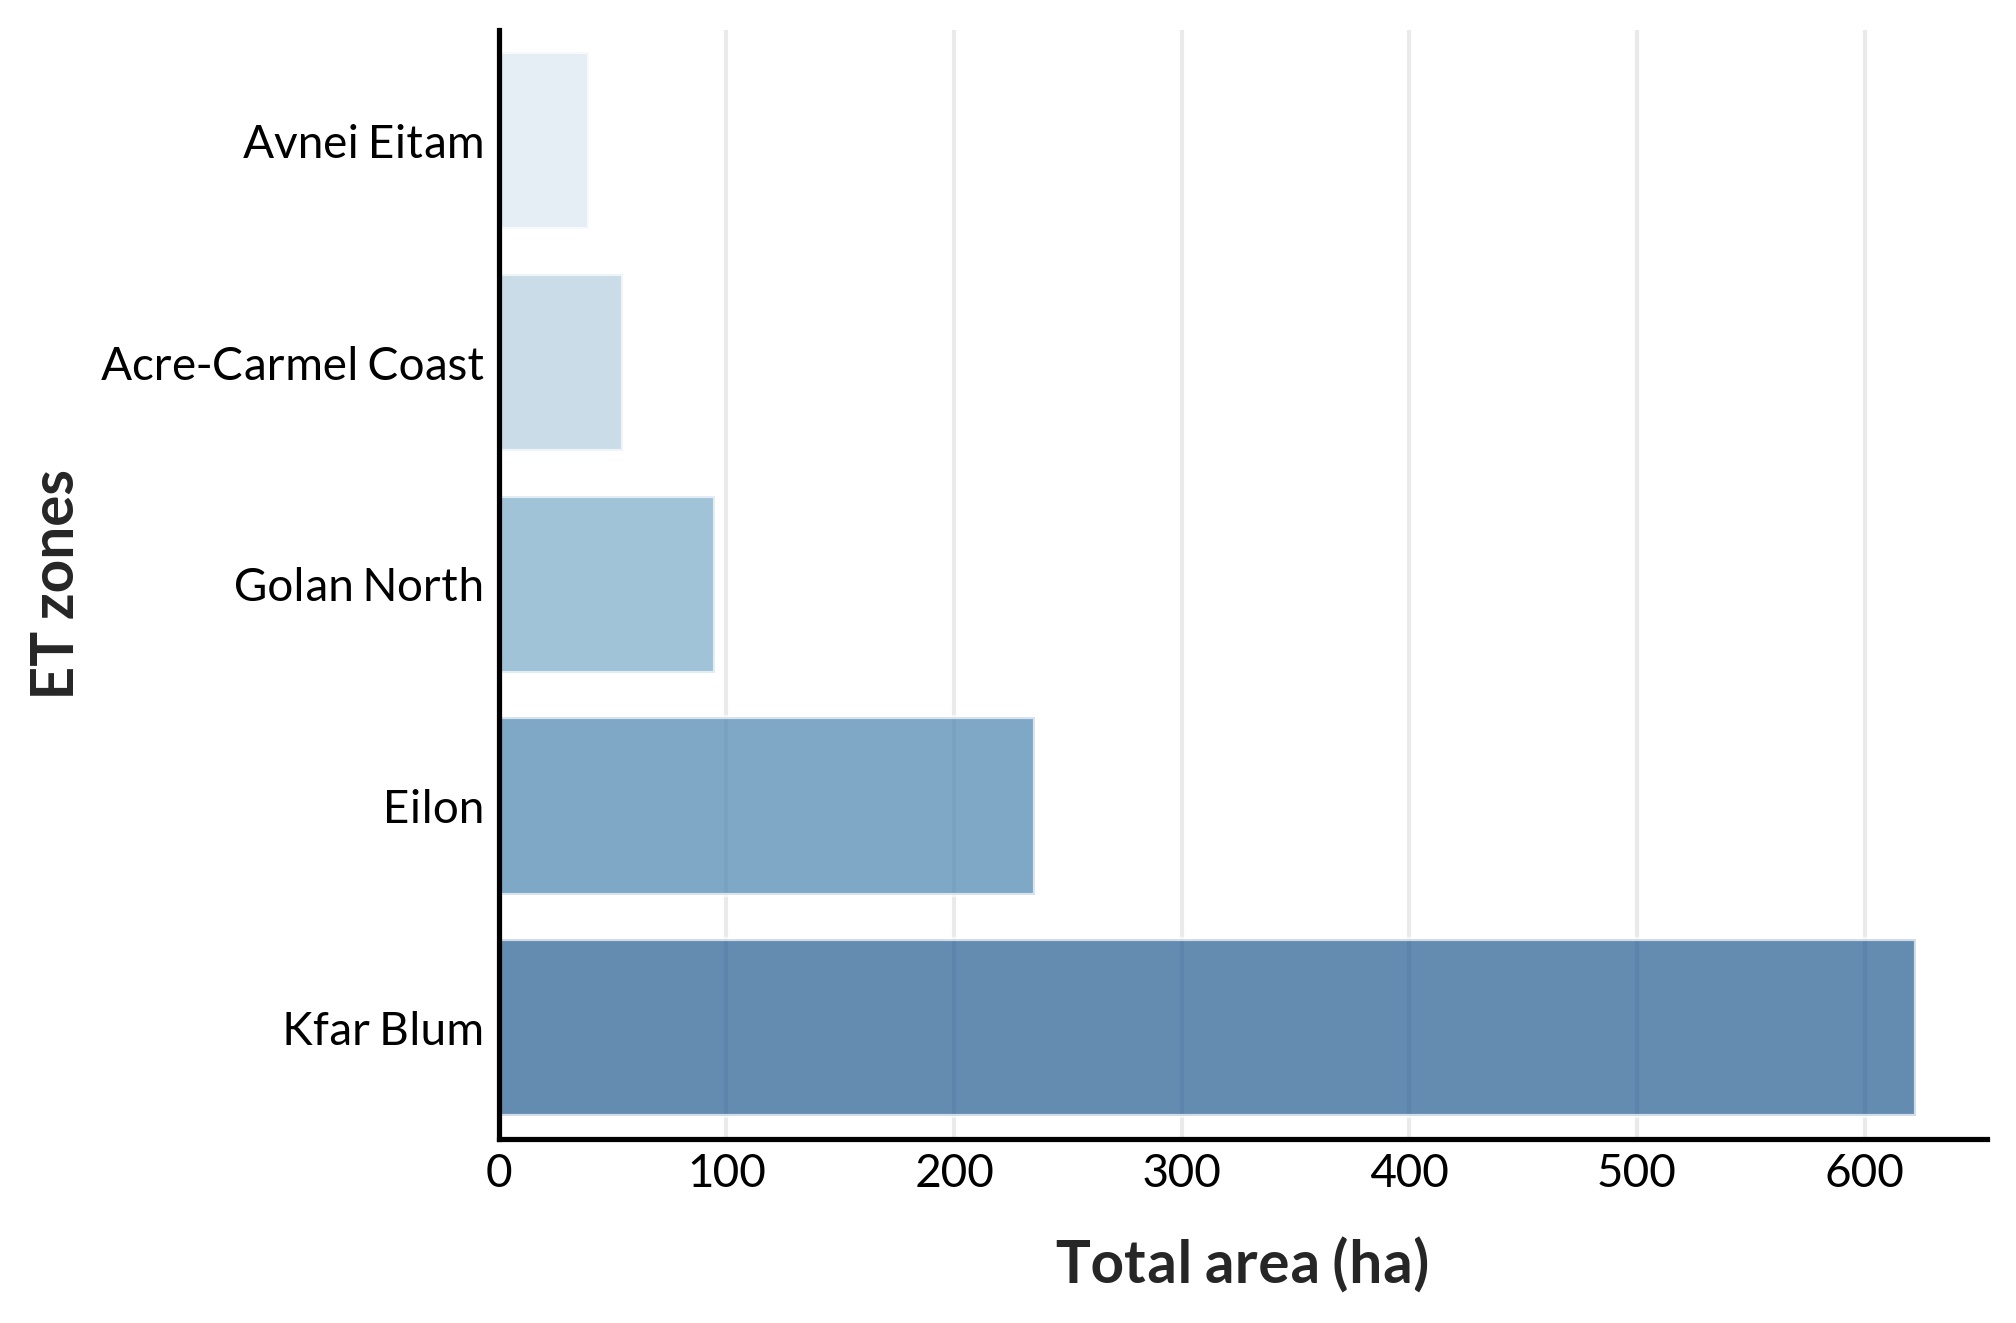 Avnei Eitam
Acre-Carmel Coast
Golan North
Eilon
Kfar Blum
ET zones
0 100 200 300 400 500 600
Total area (ha)